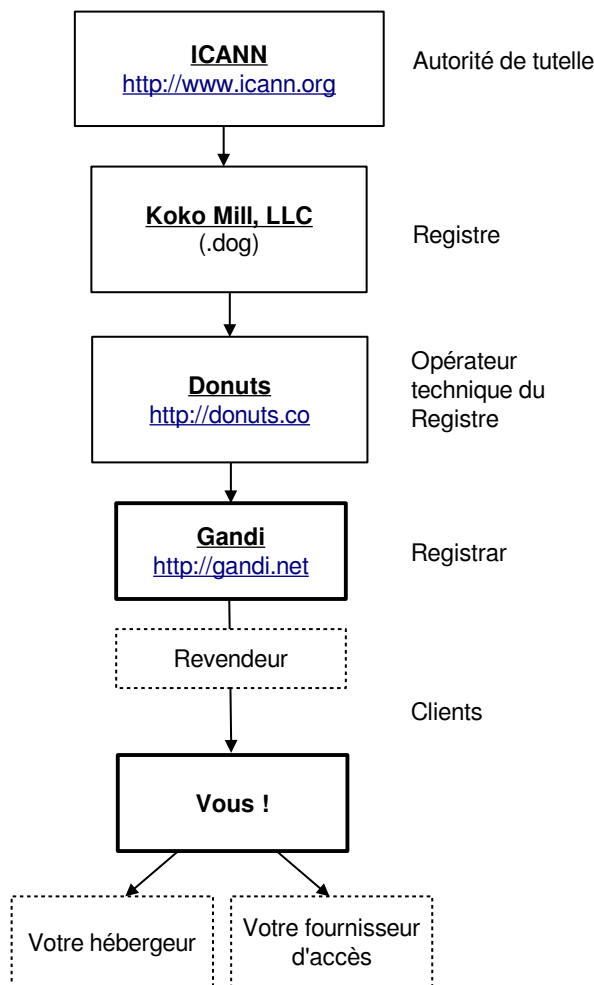 ICANN
http://www.icann.org
Autorité de tutelle
Koko Mill, LLC
(.dog)
Registre
Donuts
http://donuts.co
Opérateur
technique du
Registre
Gandi
http://gandi.net
Registrar
Revendeur
Clients
Vous !
Votre hébergeur
Votre fournisseur
d'accès